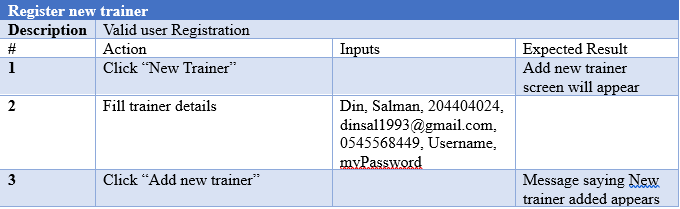 Register new trainer
Description Valid user Registration
# Action Inputs Expected Result
1 Click “New Trainer” Add new trainer
screen will appear
2 Fill trainer details Din, Salman, 204404024,
dinsal1993@gmail.com,
0545568449, Username,
myPassword
3 Click “Add new trainer” Message saying New
trainer added appears